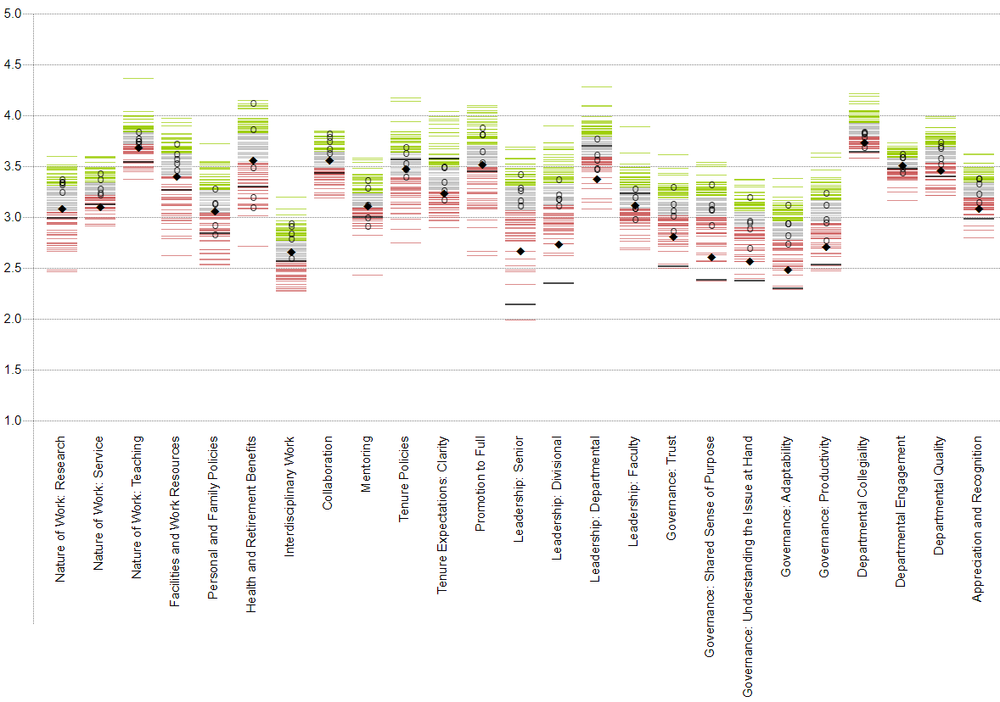 5.0
4.5
4.0
3.5
3.0
2.5
2.0
1.5
1.0
Nature of Work: Research
Nature of Work: Service
Nature of Work: Teaching
Facilities and Work Resources
Personal and Family Policies
Health and Retirement Benefits
Interdisciplinary Work
Collaboration
Mentoring
Tenure Policies
Tenure Expectations: Clarity
Promotion to Full
Leadership: Senior
Leadership: Divisional
Leadership: Departmental
Leadership: Faculty
Governance: Trust
Governance: Shared Sense of Purpose
Governance: Understanding the Issue at Hand
Governance: Adaptability
Governance: Productivity
Departmental Collegiality
Departmental Engagement
Departmental Quality
Appreciation and Recognition